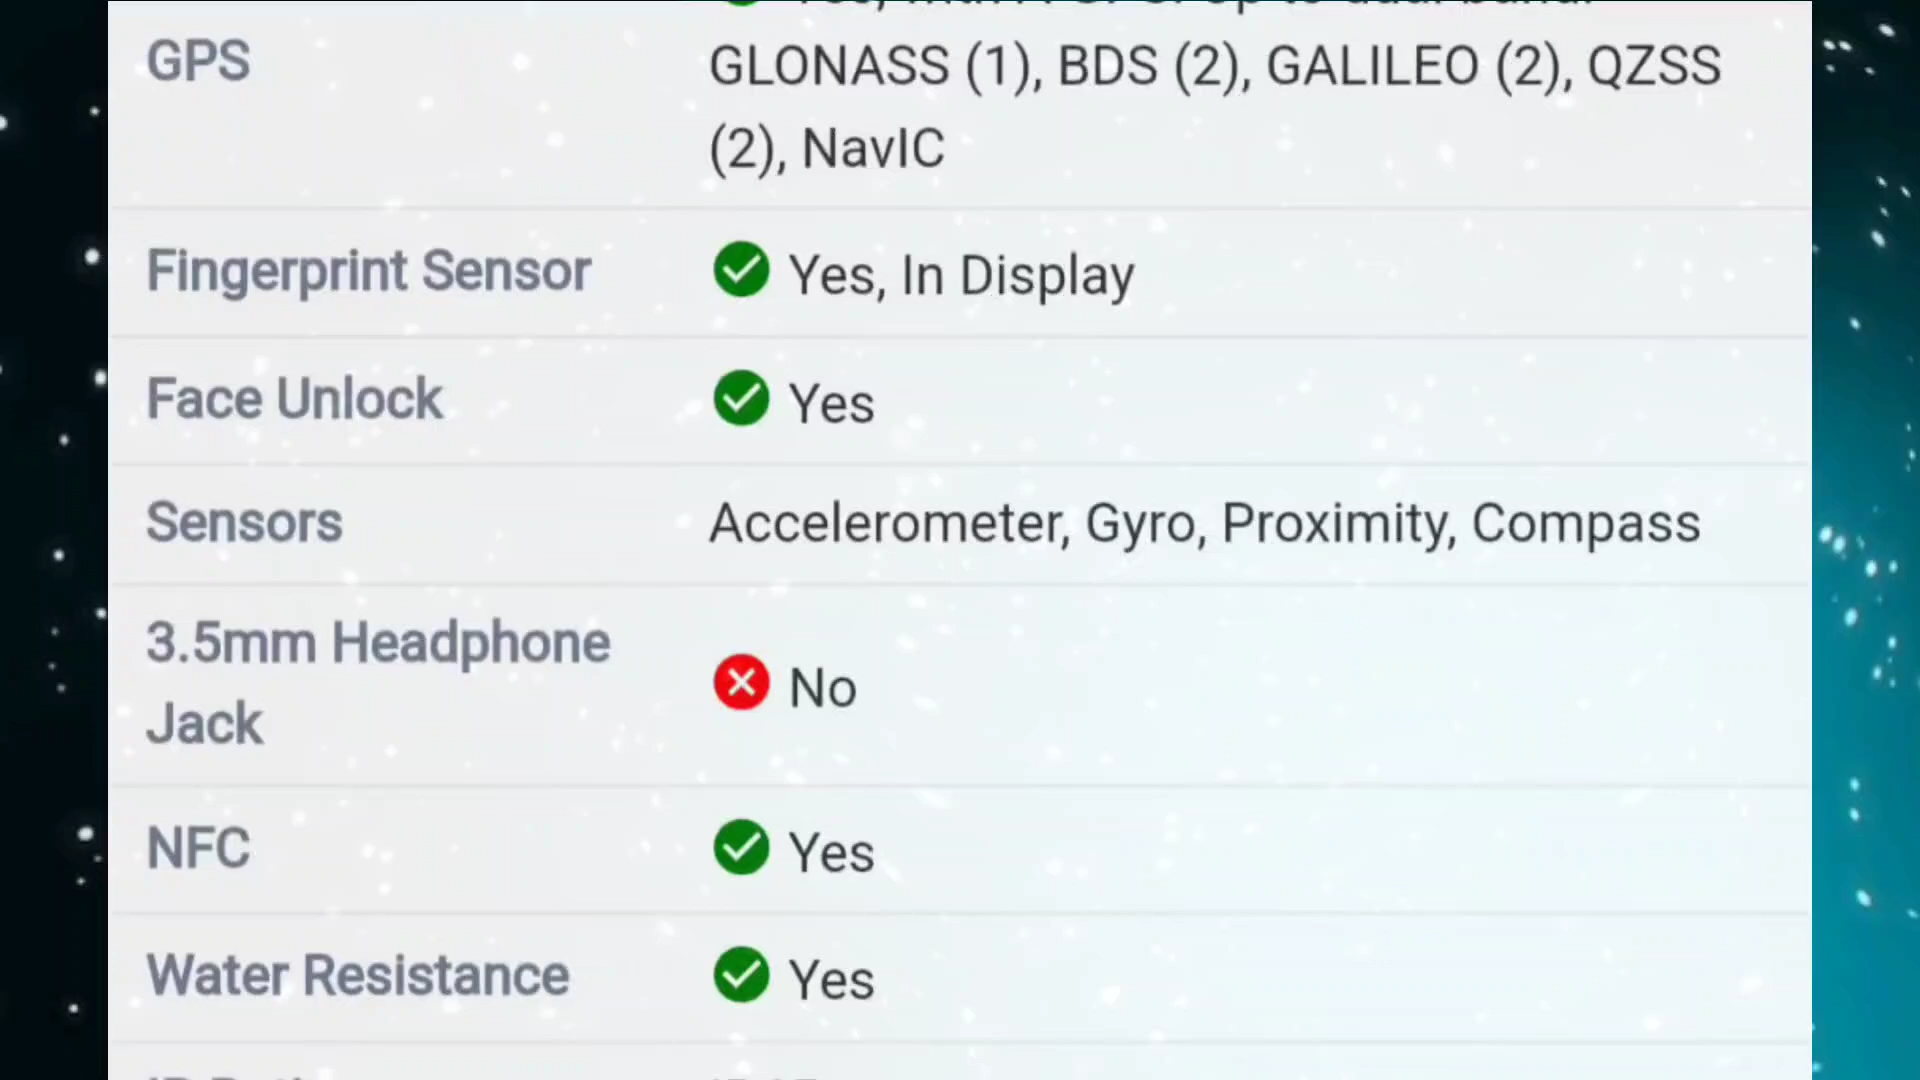 GPS
GLONASS (1), BDS (2), GALILEO (2), QZSS
(2), NavIC
Fingerprint Sensor
Yes, In Display
Face Unlock
Yes
Sensors
Accelerometer, Gyro, Proximity, Compass
3.5mm Headphone
Jack
No
NFC
Yes
Water Resistance
Yes